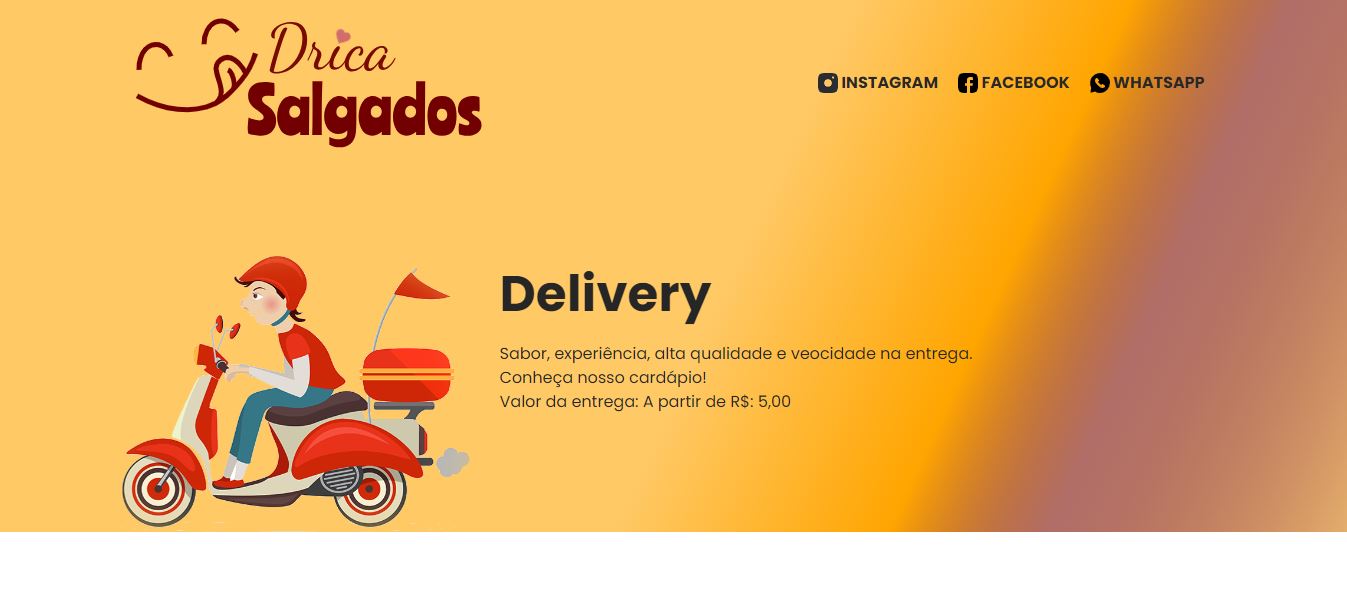 Drica
Salgados
INSTAGRAM FACEBOOK WHATSAPP
Delivery
Sabor, experiência, alta qualidade e veocidade na entrega.
Conheça nosso cardápio!
Valor da entrega: A partir de R$: 5,00